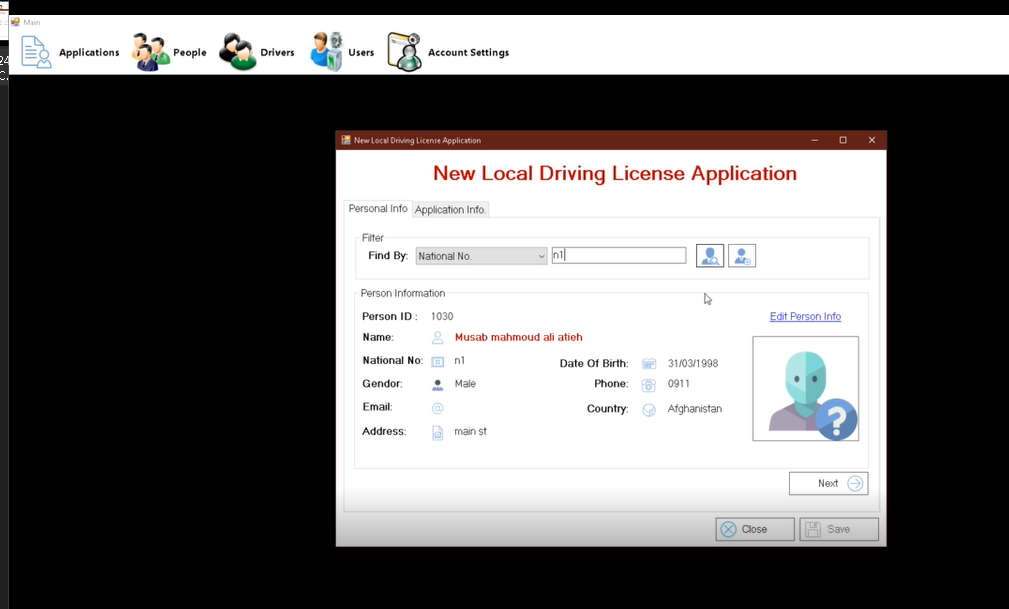 Main
Applications People Drivers Users Account Settings
New Local Driving License Application
New Local Driving License Application
Personal Info Application Info.
Filter
Find By: National No. n1
Person Information
Person ID : 1030 Edit Person Info
Name: Musab mahmoud ali atieh
National No: n1 Date Of Birth: 31/03/1998
Gendor: Male Phone: 0911
Email: Country: Afghanistan
Address: main st
Next
Close Save